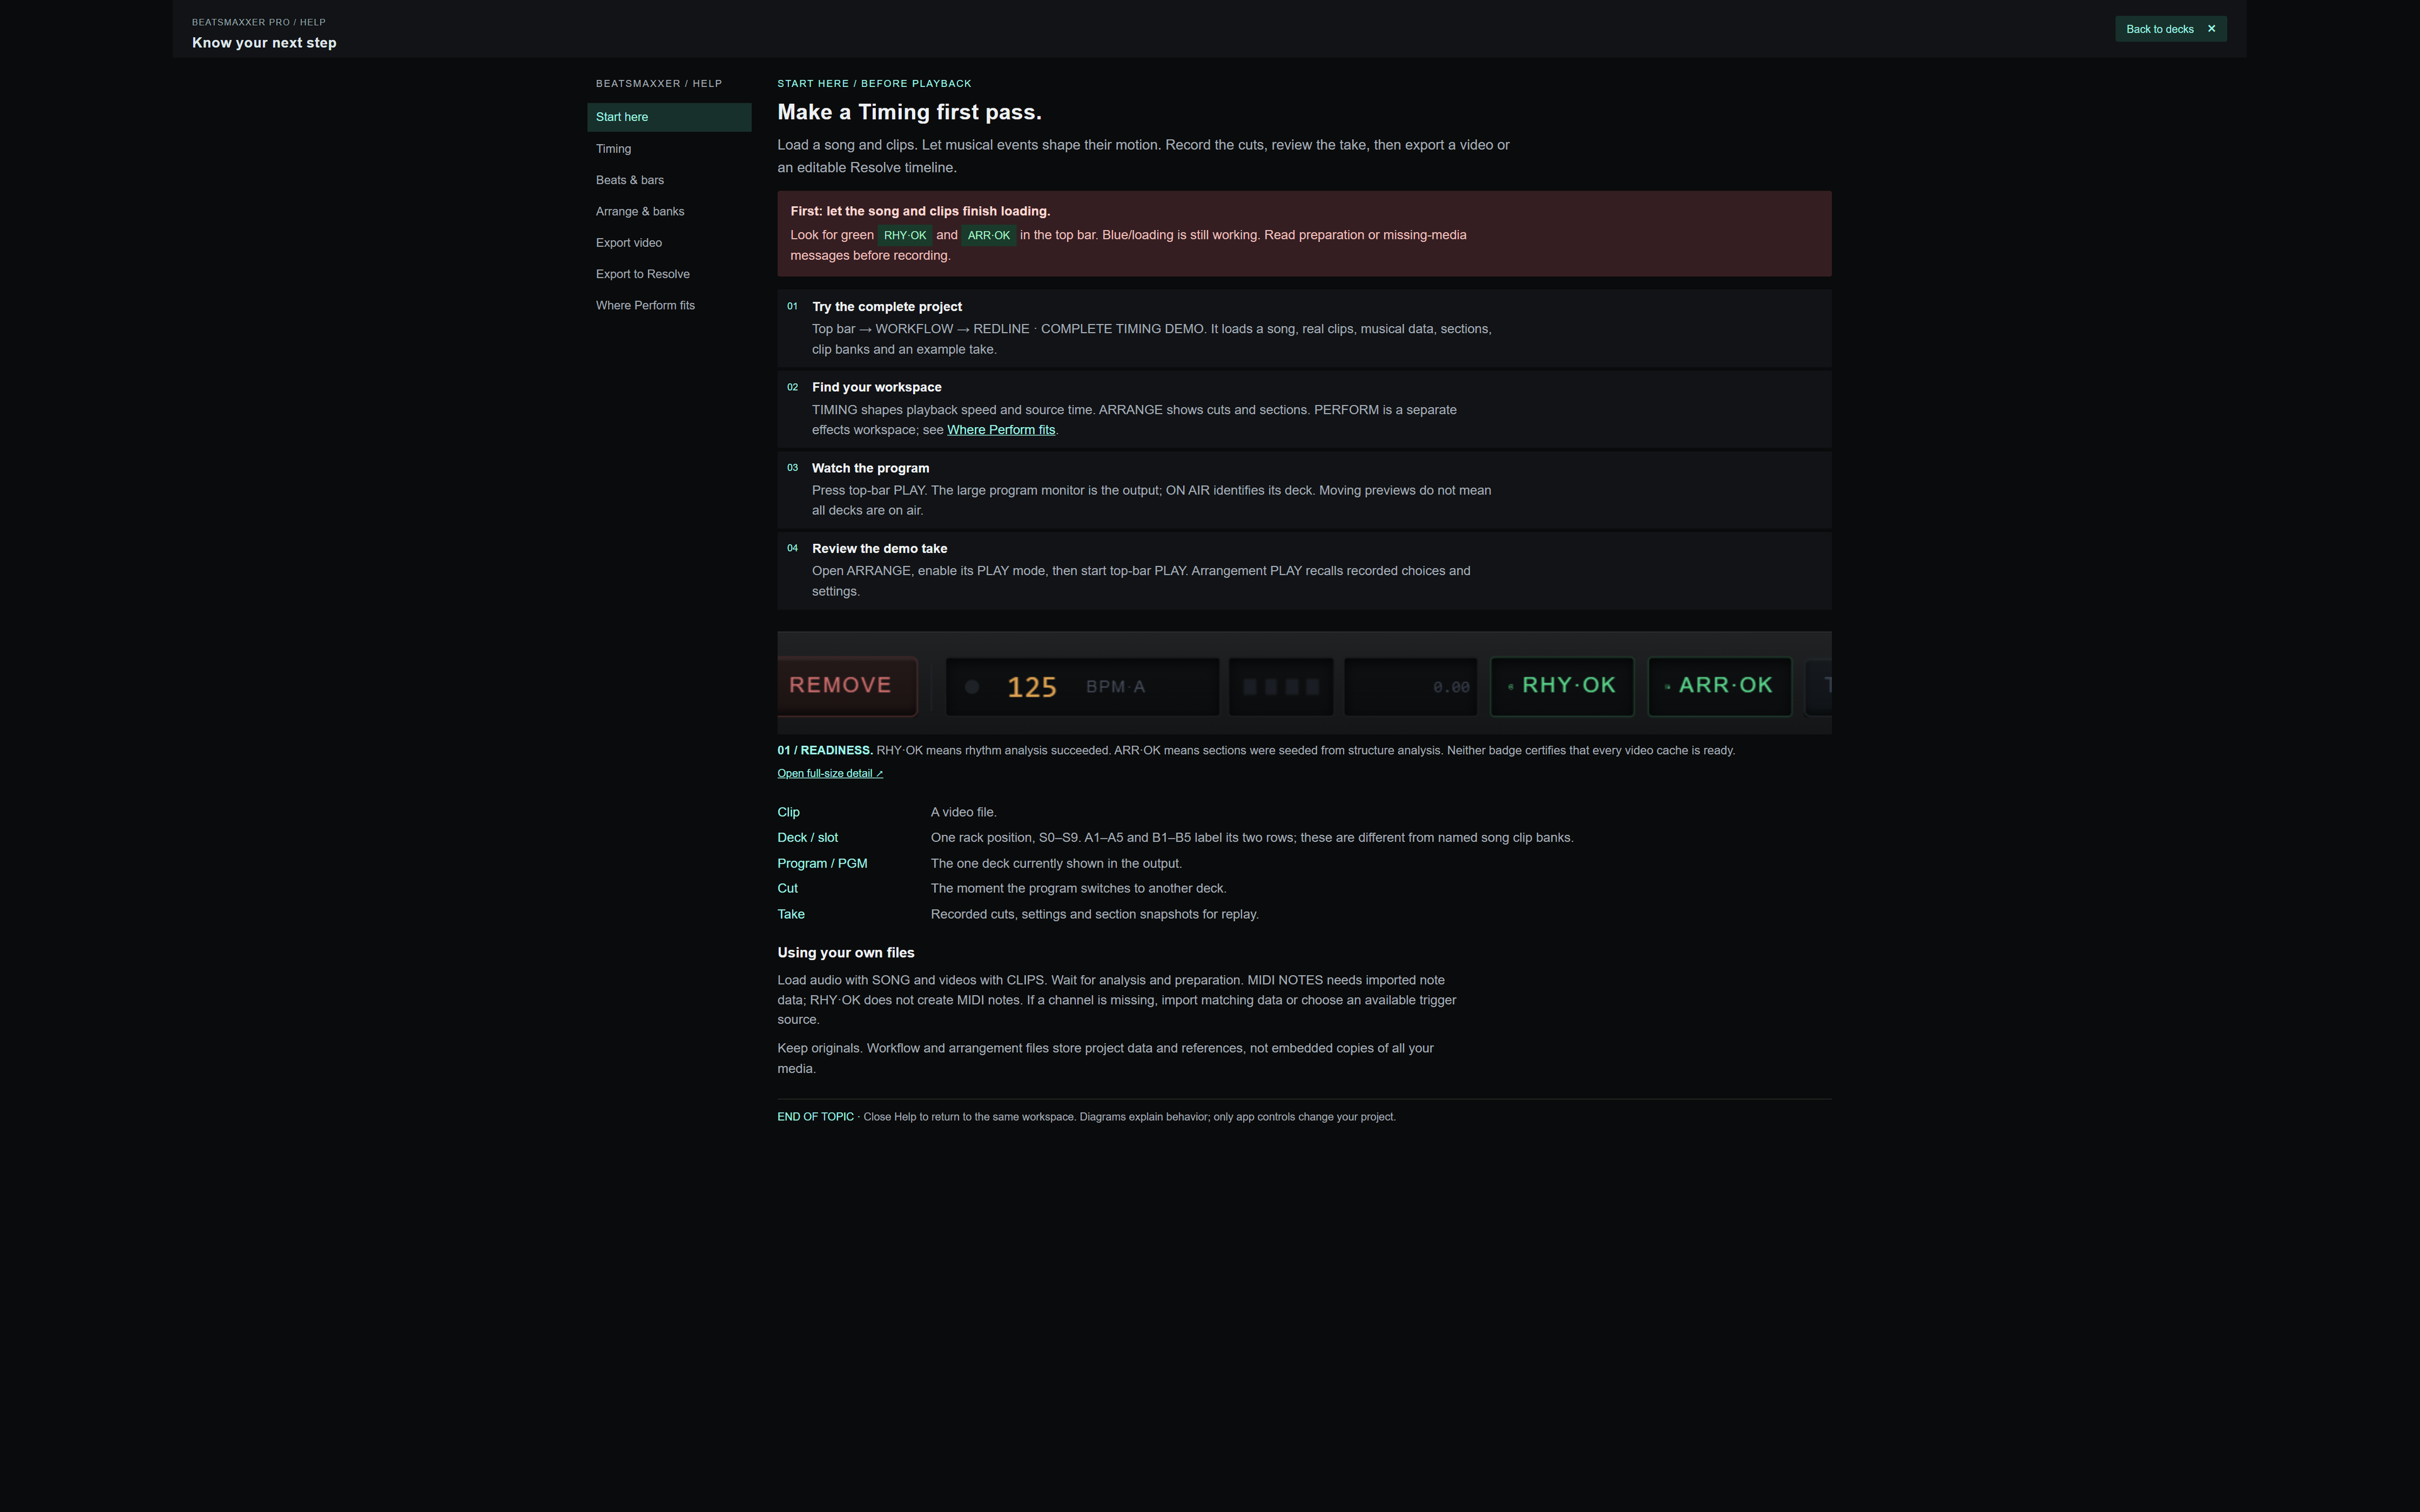 BEATSMAXXER PRO / HELP
Know your next step
Back to decks ✕
BEATSMAXXER / HELP
Start here
Timing
Beats & bars
Arrange & banks
Export video
Export to Resolve
Where Perform fits
START HERE / BEFORE PLAYBACK
Make a Timing first pass.
Load a song and clips. Let musical events shape their motion. Record the cuts, review the take, then export a video or
an editable Resolve timeline.
First: let the song and clips finish loading.
Look for green RHY·OK and ARR·OK in the top bar. Blue/loading is still working. Read preparation or missing-media
messages before recording.
01 Try the complete project
Top bar → WORKFLOW → REDLINE · COMPLETE TIMING DEMO. It loads a song, real clips, musical data, sections,
clip banks and an example take.
02 Find your workspace
TIMING shapes playback speed and source time. ARRANGE shows cuts and sections. PERFORM is a separate
effects workspace; see Where Perform fits.
03 Watch the program
Press top-bar PLAY. The large program monitor is the output; ON AIR identifies its deck. Moving previews do not mean
all decks are on air.
04 Review the demo take
Open ARRANGE, enable its PLAY mode, then start top-bar PLAY. Arrangement PLAY recalls recorded choices and
settings.
REMOVE 125 BPM·A 0.00 RHY·OK ARR·OK
01 / READINESS. RHY·OK means rhythm analysis succeeded. ARR·OK means sections were seeded from structure analysis. Neither badge certifies that every video cache is ready.
Open full-size detail ↗
Clip A video file.
Deck / slot One rack position, S0–S9. A1–A5 and B1–B5 label its two rows; these are different from named song clip banks.
Program / PGM The one deck currently shown in the output.
Cut The moment the program switches to another deck.
Take Recorded cuts, settings and section snapshots for replay.
Using your own files
Load audio with SONG and videos with CLIPS. Wait for analysis and preparation. MIDI NOTES needs imported note
data; RHY·OK does not create MIDI notes. If a channel is missing, import matching data or choose an available trigger
source.
Keep originals. Workflow and arrangement files store project data and references, not embedded copies of all your
media.
END OF TOPIC · Close Help to return to the same workspace. Diagrams explain behavior; only app controls change your project.